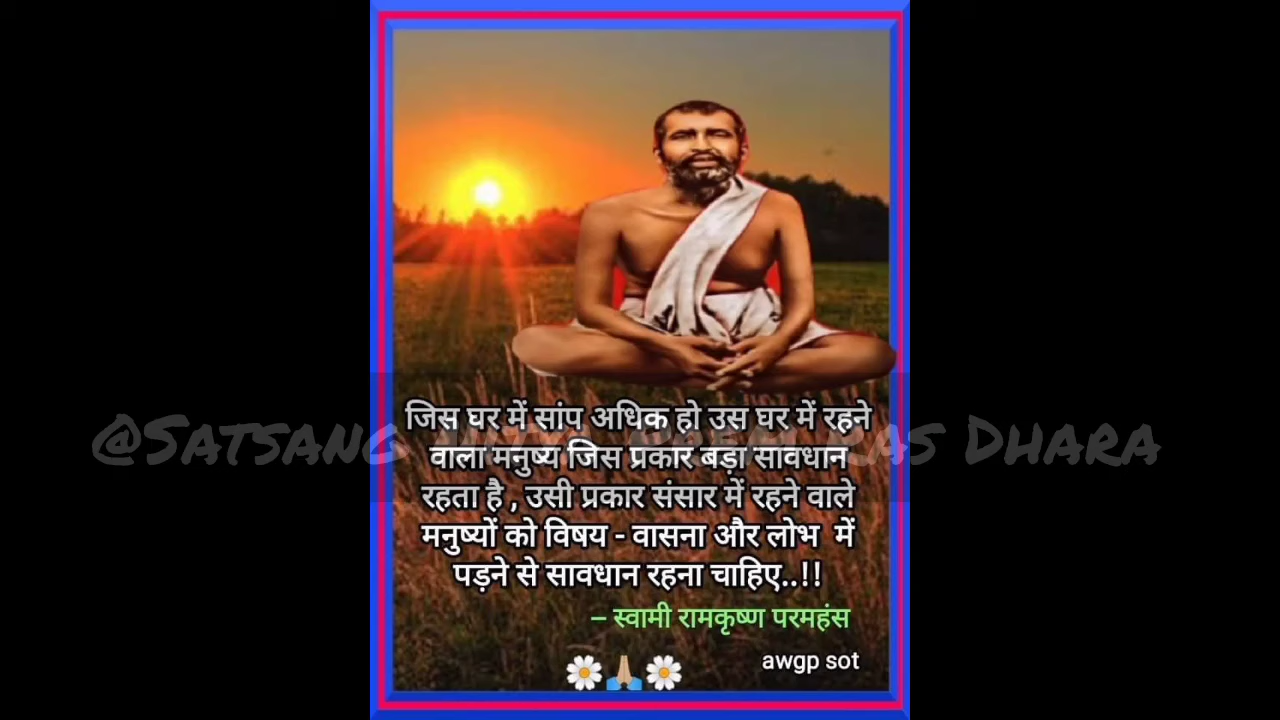 जिस घर में सांप अधिक हो उस घर में रहने
वाला मनुष्य जिस प्रकार बड़ा सावधान
रहता है , उसी प्रकार संसार में रहने वाले
मनुष्यों को विषय - वासना और लोभ में
पड़ने से सावधान रहना चाहिए..!!
– स्वामी रामकृष्ण परमहंस
awgp sot
@Satsang Ras Dhara